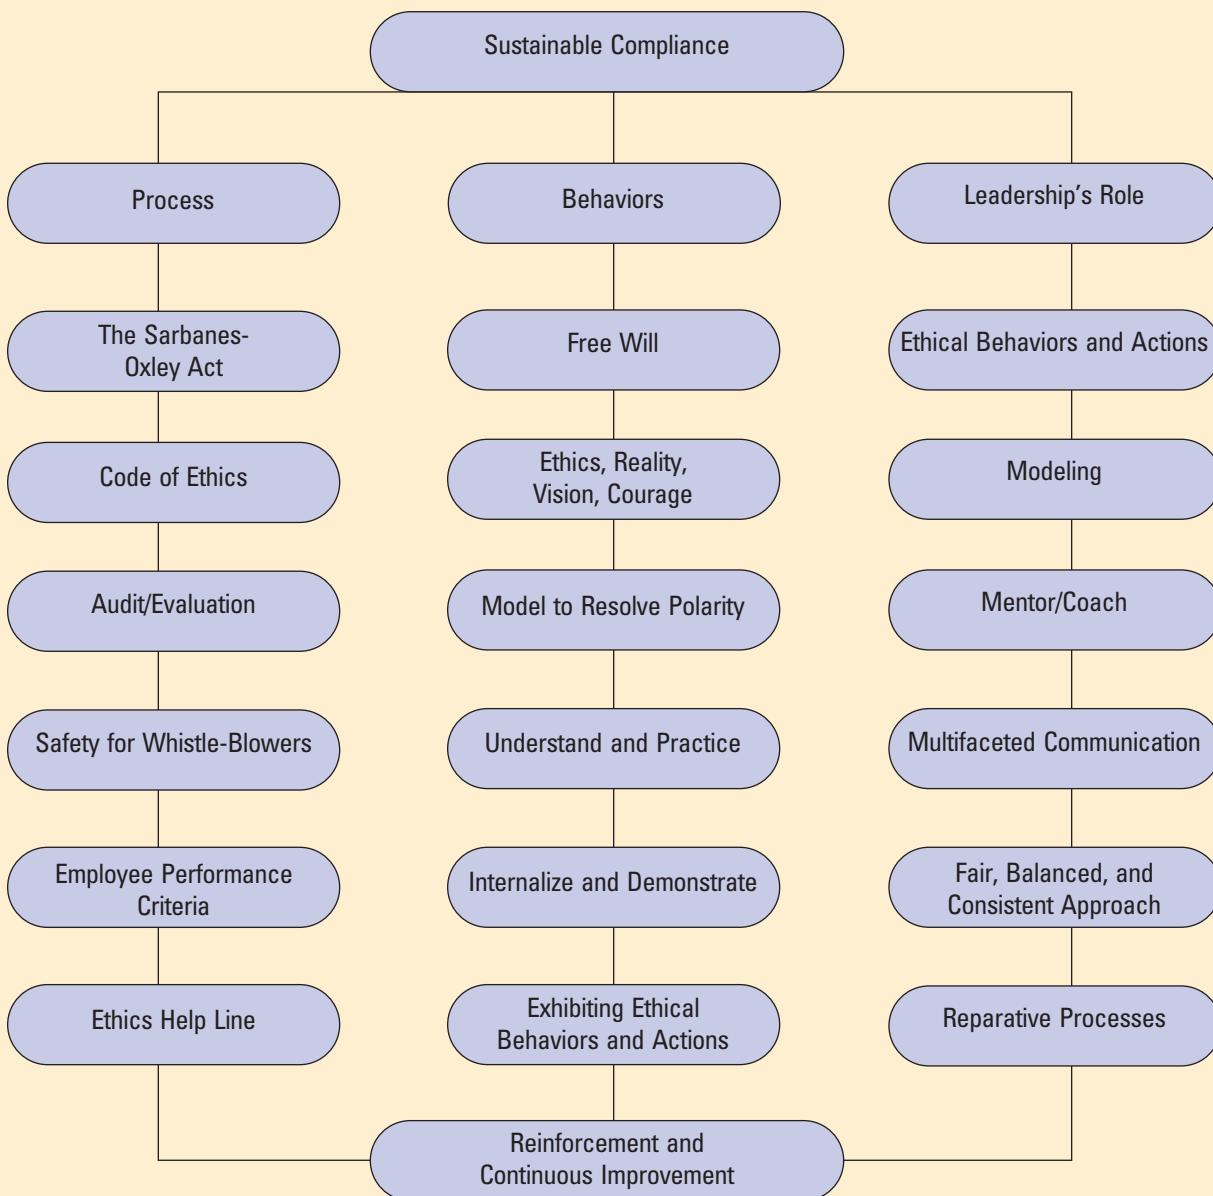 Sustainable Compliance
Process
Behaviors
Leadership's Role
The Sarbanes-
Oxley Act
Free Will
Ethical Behaviors and Actions
Code of Ethics
Ethics, Reality,
Vision, Courage
Modeling
Audit/Evaluation
Model to Resolve Polarity
Mentor/Coach
Safety for Whistle-Blowers
Understand and Practice
Multifaceted Communication
Employee Performance
Criteria
Internalize and Demonstrate
Fair, Balanced, and
Consistent Approach
Ethics Help Line
Exhibiting Ethical
Behaviors and Actions
Reparative Processes
Reinforcement and
Continuous Improvement